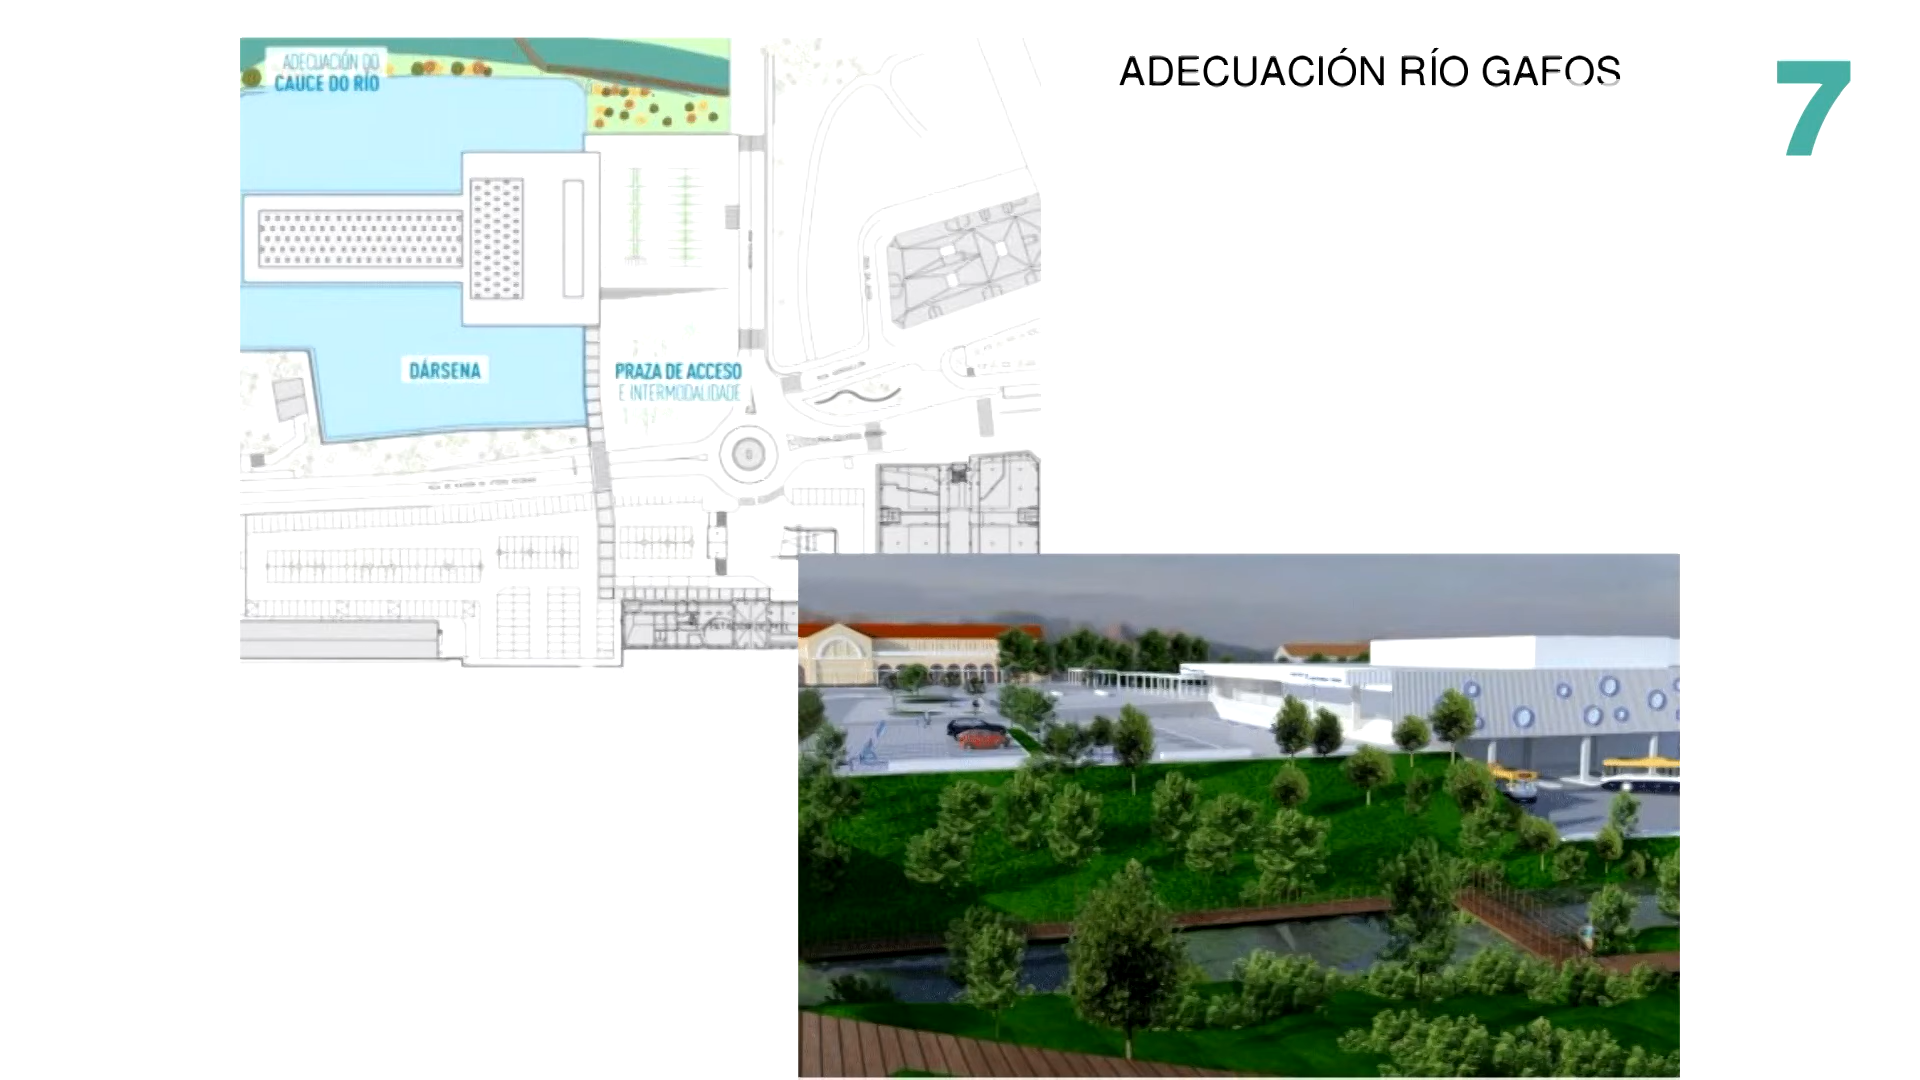 ADECUACIÓN RÍO GAFOS
7
ADECUACIÓN DO
CAUCE DO RÍO
DÁRSENA
PRAZA DE ACCESO
E INTERMODALIDADE